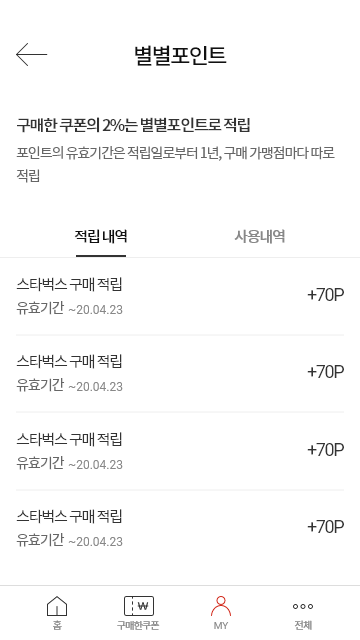 별별포인트
구매한 쿠폰의 2%는 별별포인트로 적립
포인트의 유효기간은 적립일로부터 1년, 구매 가맹점마다 따로
적립
적립 내역 사용내역
스타벅스 구매 적립
+70P
유효기간 ~20.04.23
스타벅스 구매 적립
+70P
유효기간 ~20.04.23
스타벅스 구매 적립
+70P
유효기간 ~20.04.23
스타벅스 구매 적립
+70P
유효기간 ~20.04.23
₩
홈 구매한쿠폰 MY 전체